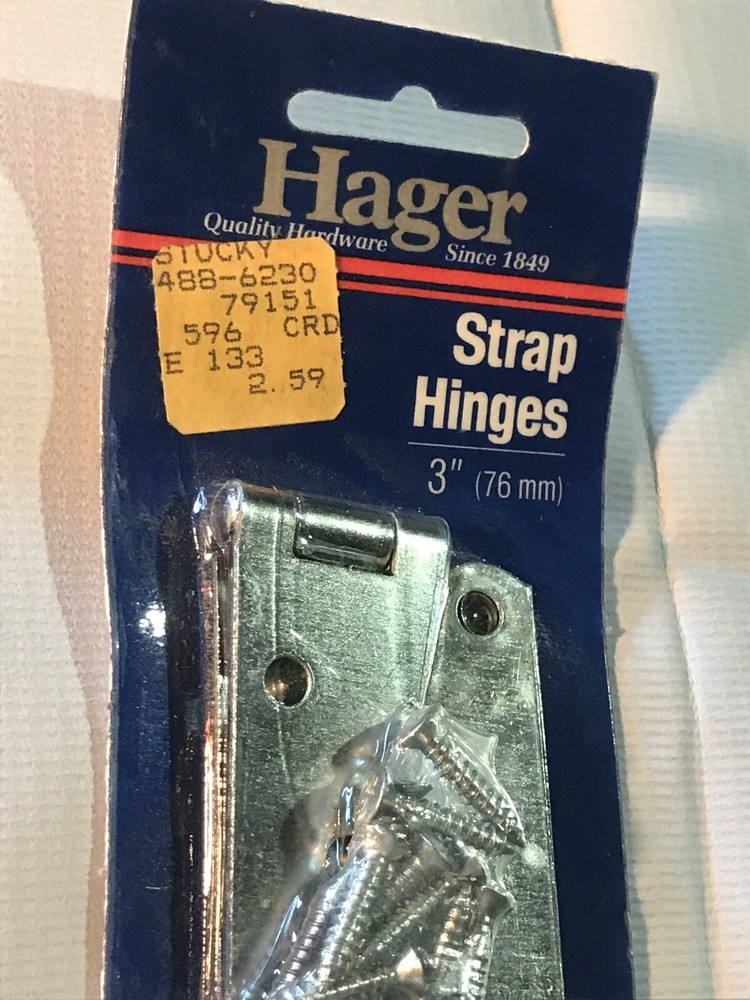 Hager
Quality Hardware
Since 1849
STUCKY
488-6230
79151
596 CRD
E 133
2.59
Strap
Hinges
3" (76 mm)